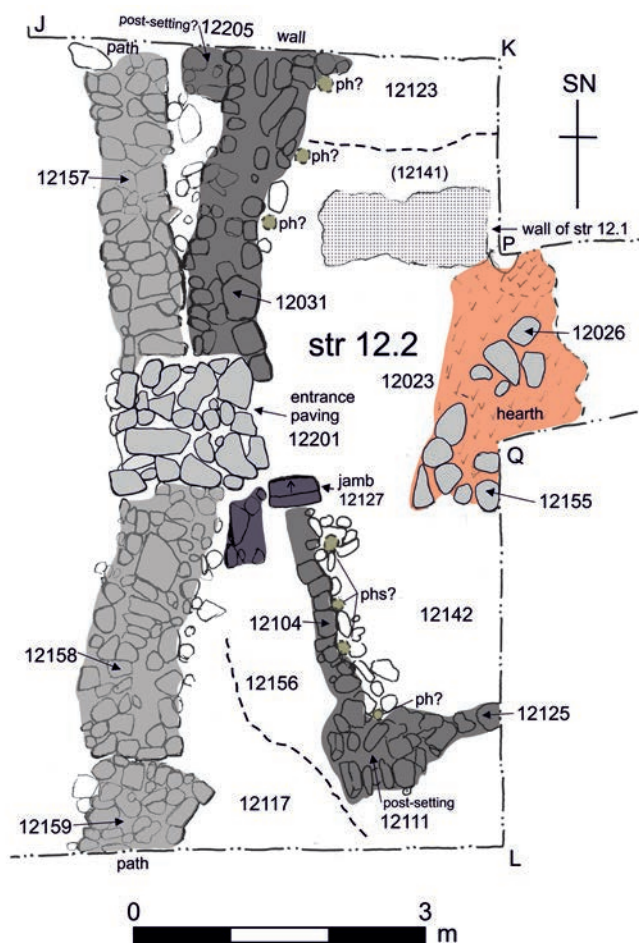 J
post-setting?
12205
wall
K
path
ph?
12123
SN
12157
ph?
(12141)
ph?
wall of str 12.1
P
12031
12026
str 12.2
12023
entrance
paving
12201
hearth
Q
jamb
12127
12155
phs?
12104
12142
12158
12156
ph?
12125
12117
post-setting
12111
12159
path
L
0
3
m